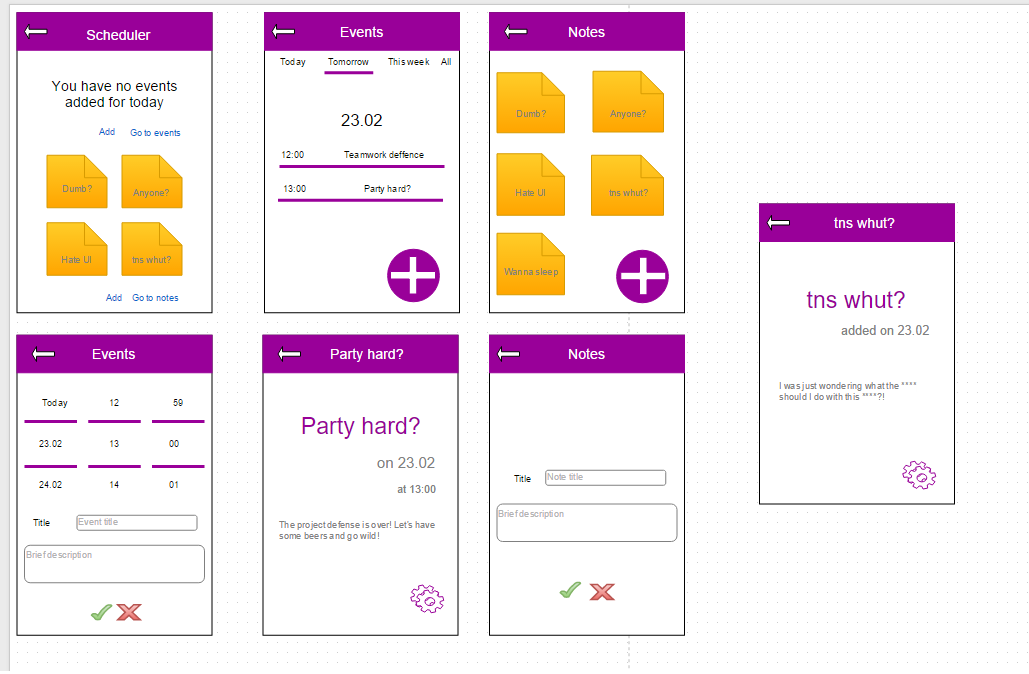 Scheduler
You have no events
added for today
Add Go to events
Dumb? Anyone?
Hate UI tns whut?
Add Go to notes
Events
Today Tomorrow This week All
23.02
12:00 Teamwork deffence
13:00 Party hard?
Notes
Dumb? Anyone?
Hate UI tns whut?
Wanna sleep
tns whut?
tns whut?
added on 23.02
I was just wondering what the ****
should I do with this ****?!
Events
Today 12 59
23.02 13 00
24.02 14 01
Title Event title
Brief description
Party hard?
Party hard?
on 23.02
at 13:00
The project defense is over! Let's have
some beers and go wild!
Notes
Title Note title
Brief description